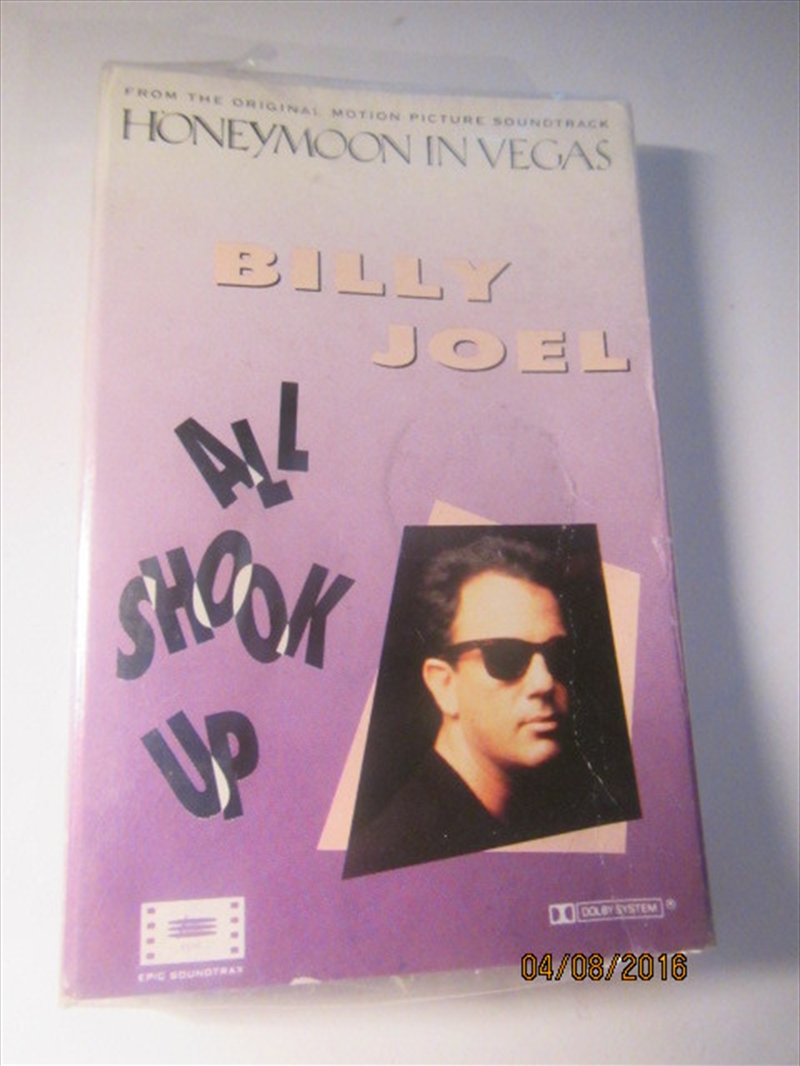 FROM THE ORIGINAL MOTION PICTURE SOUNDTRACK
HONEYMOON IN VEGAS
BILLY
JOEL
ALL
SHOOK
UP
EPIC SOUNDTRAX
DOLBY SYSTEM ®
04/08/2016